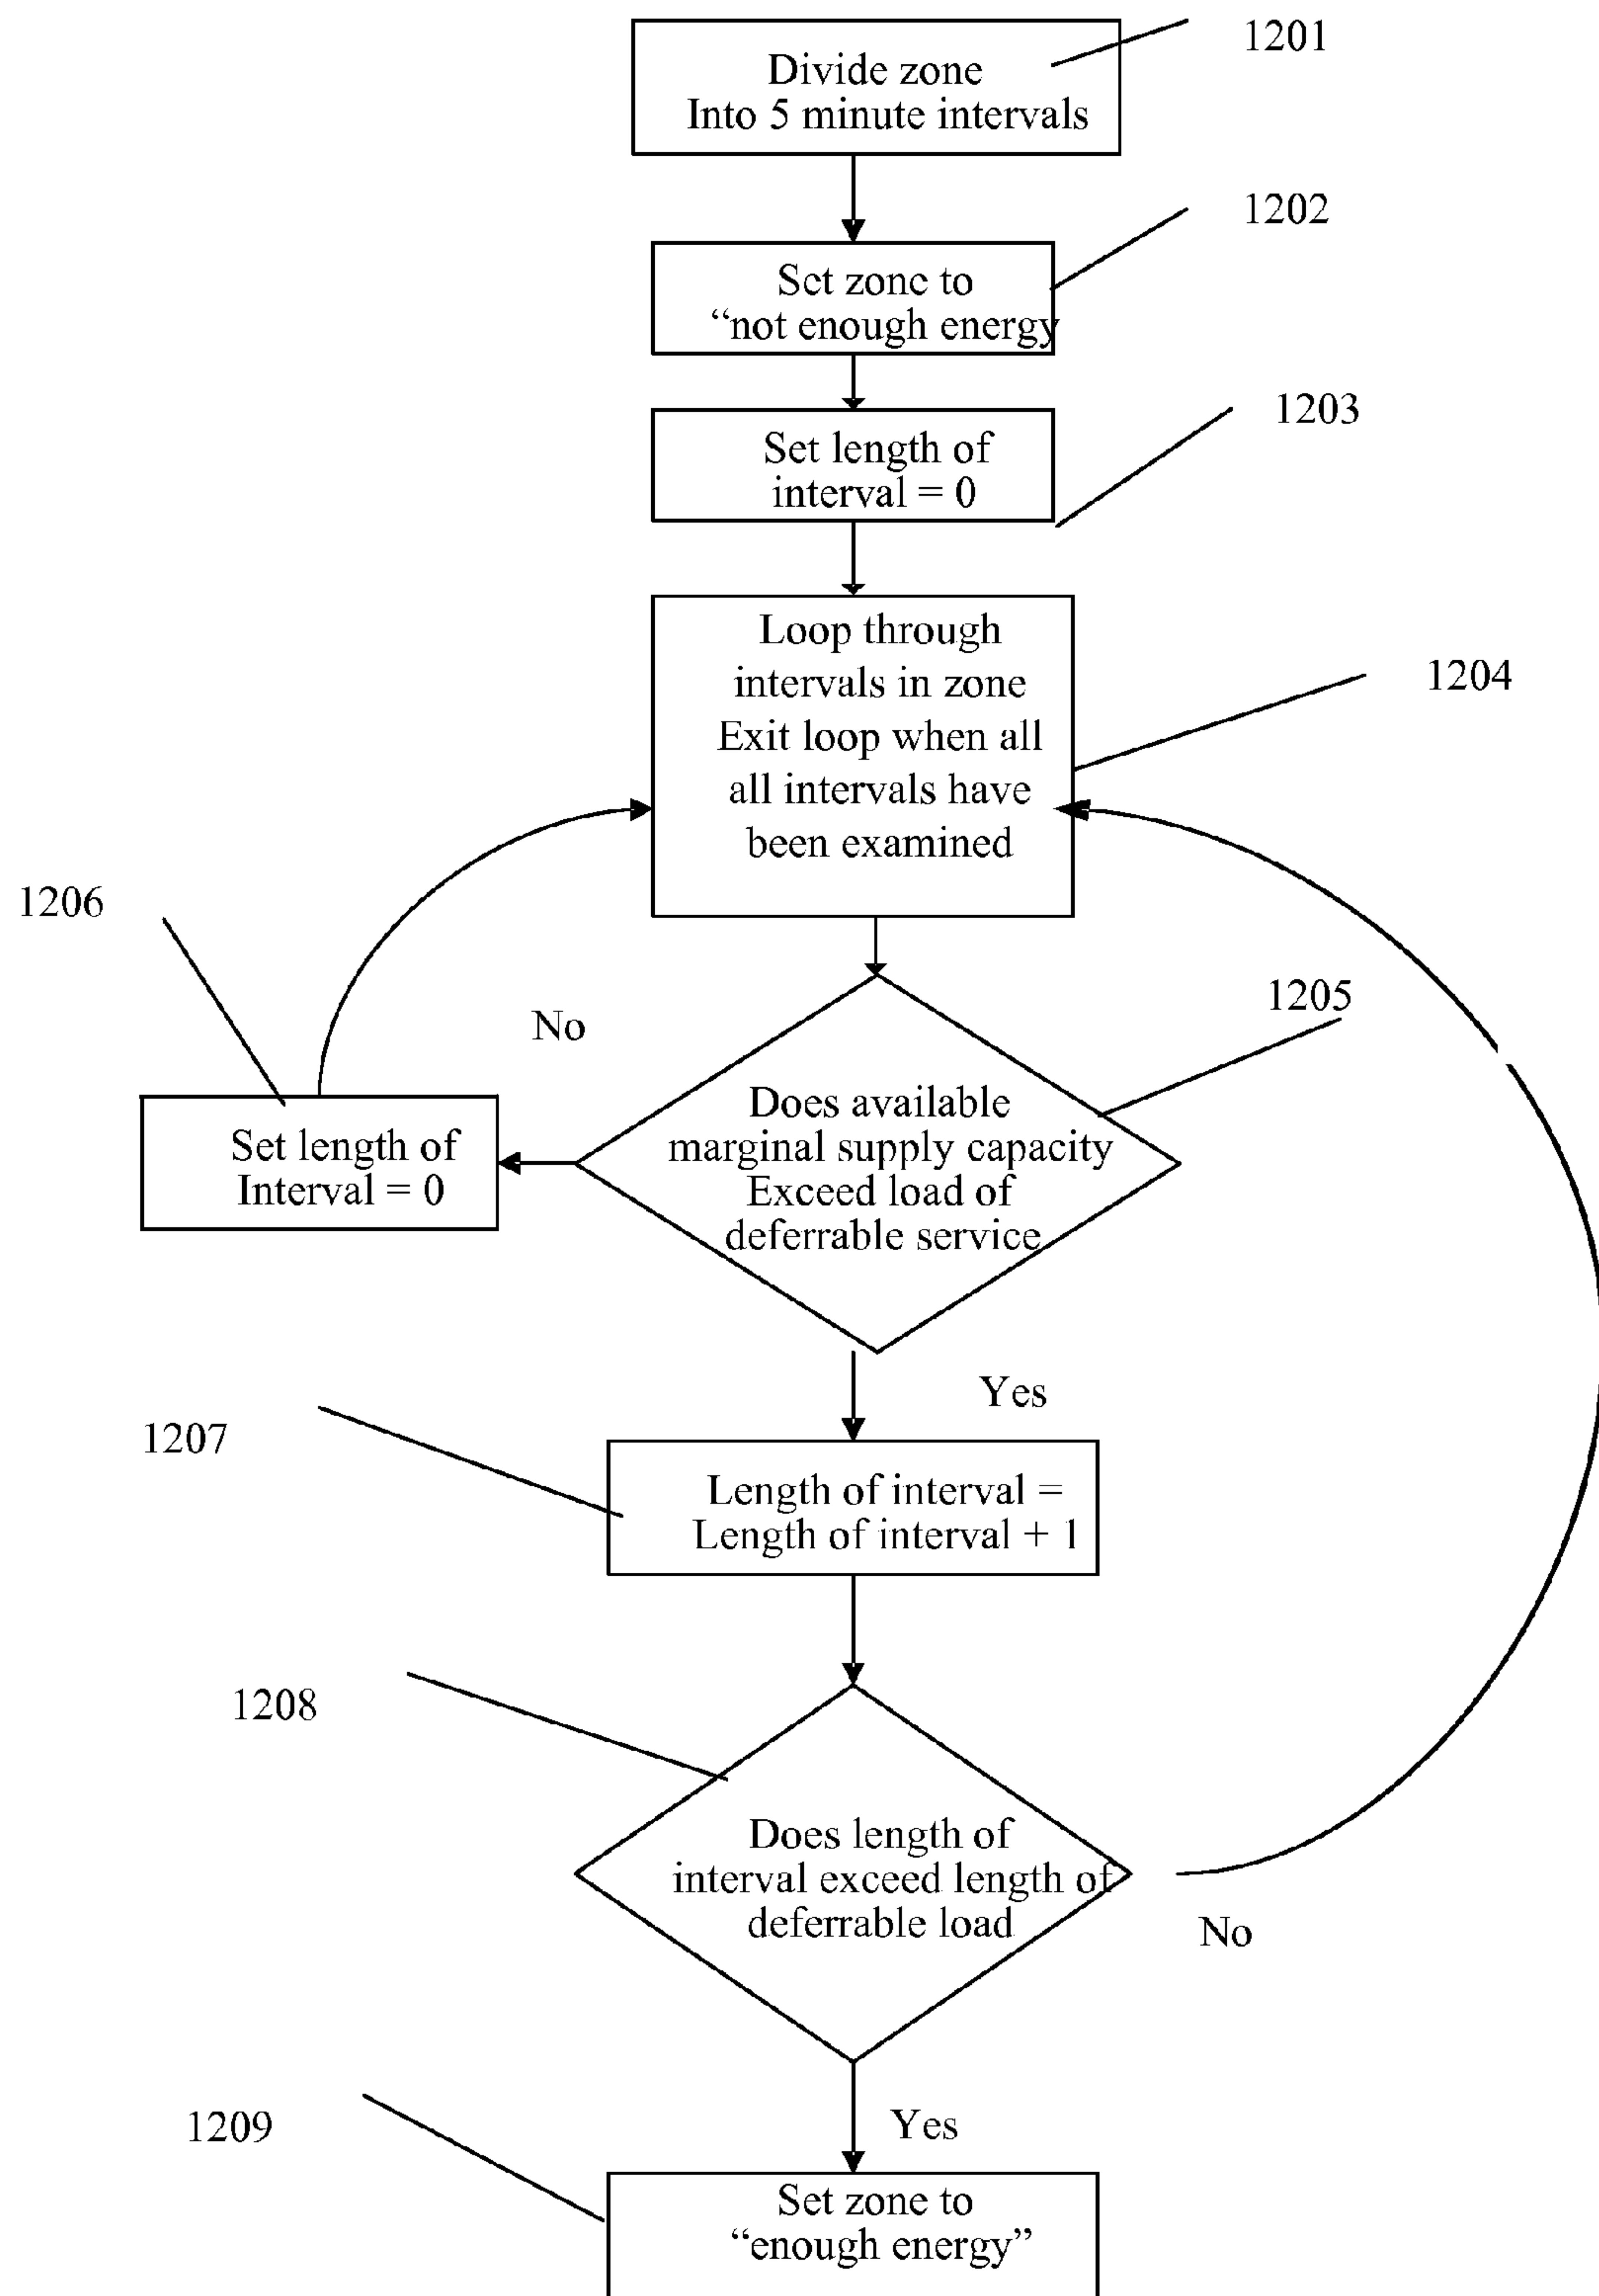 1201
Divide zone
Into 5 minute intervals
1202
Set zone to
“not enough energy
1203
Set length of
interval = 0
Loop through
intervals in zone
Exit loop when all
all intervals have
been examined
1204
1206
No
1205
Set length of
Interval = 0
Does available
marginal supply capacity
Exceed load of
deferrable service
Yes
1207
Length of interval =
Length of interval + 1
1208
Does length of
interval exceed length of
deferrable load
No
Yes
1209
Set zone to
“enough energy”